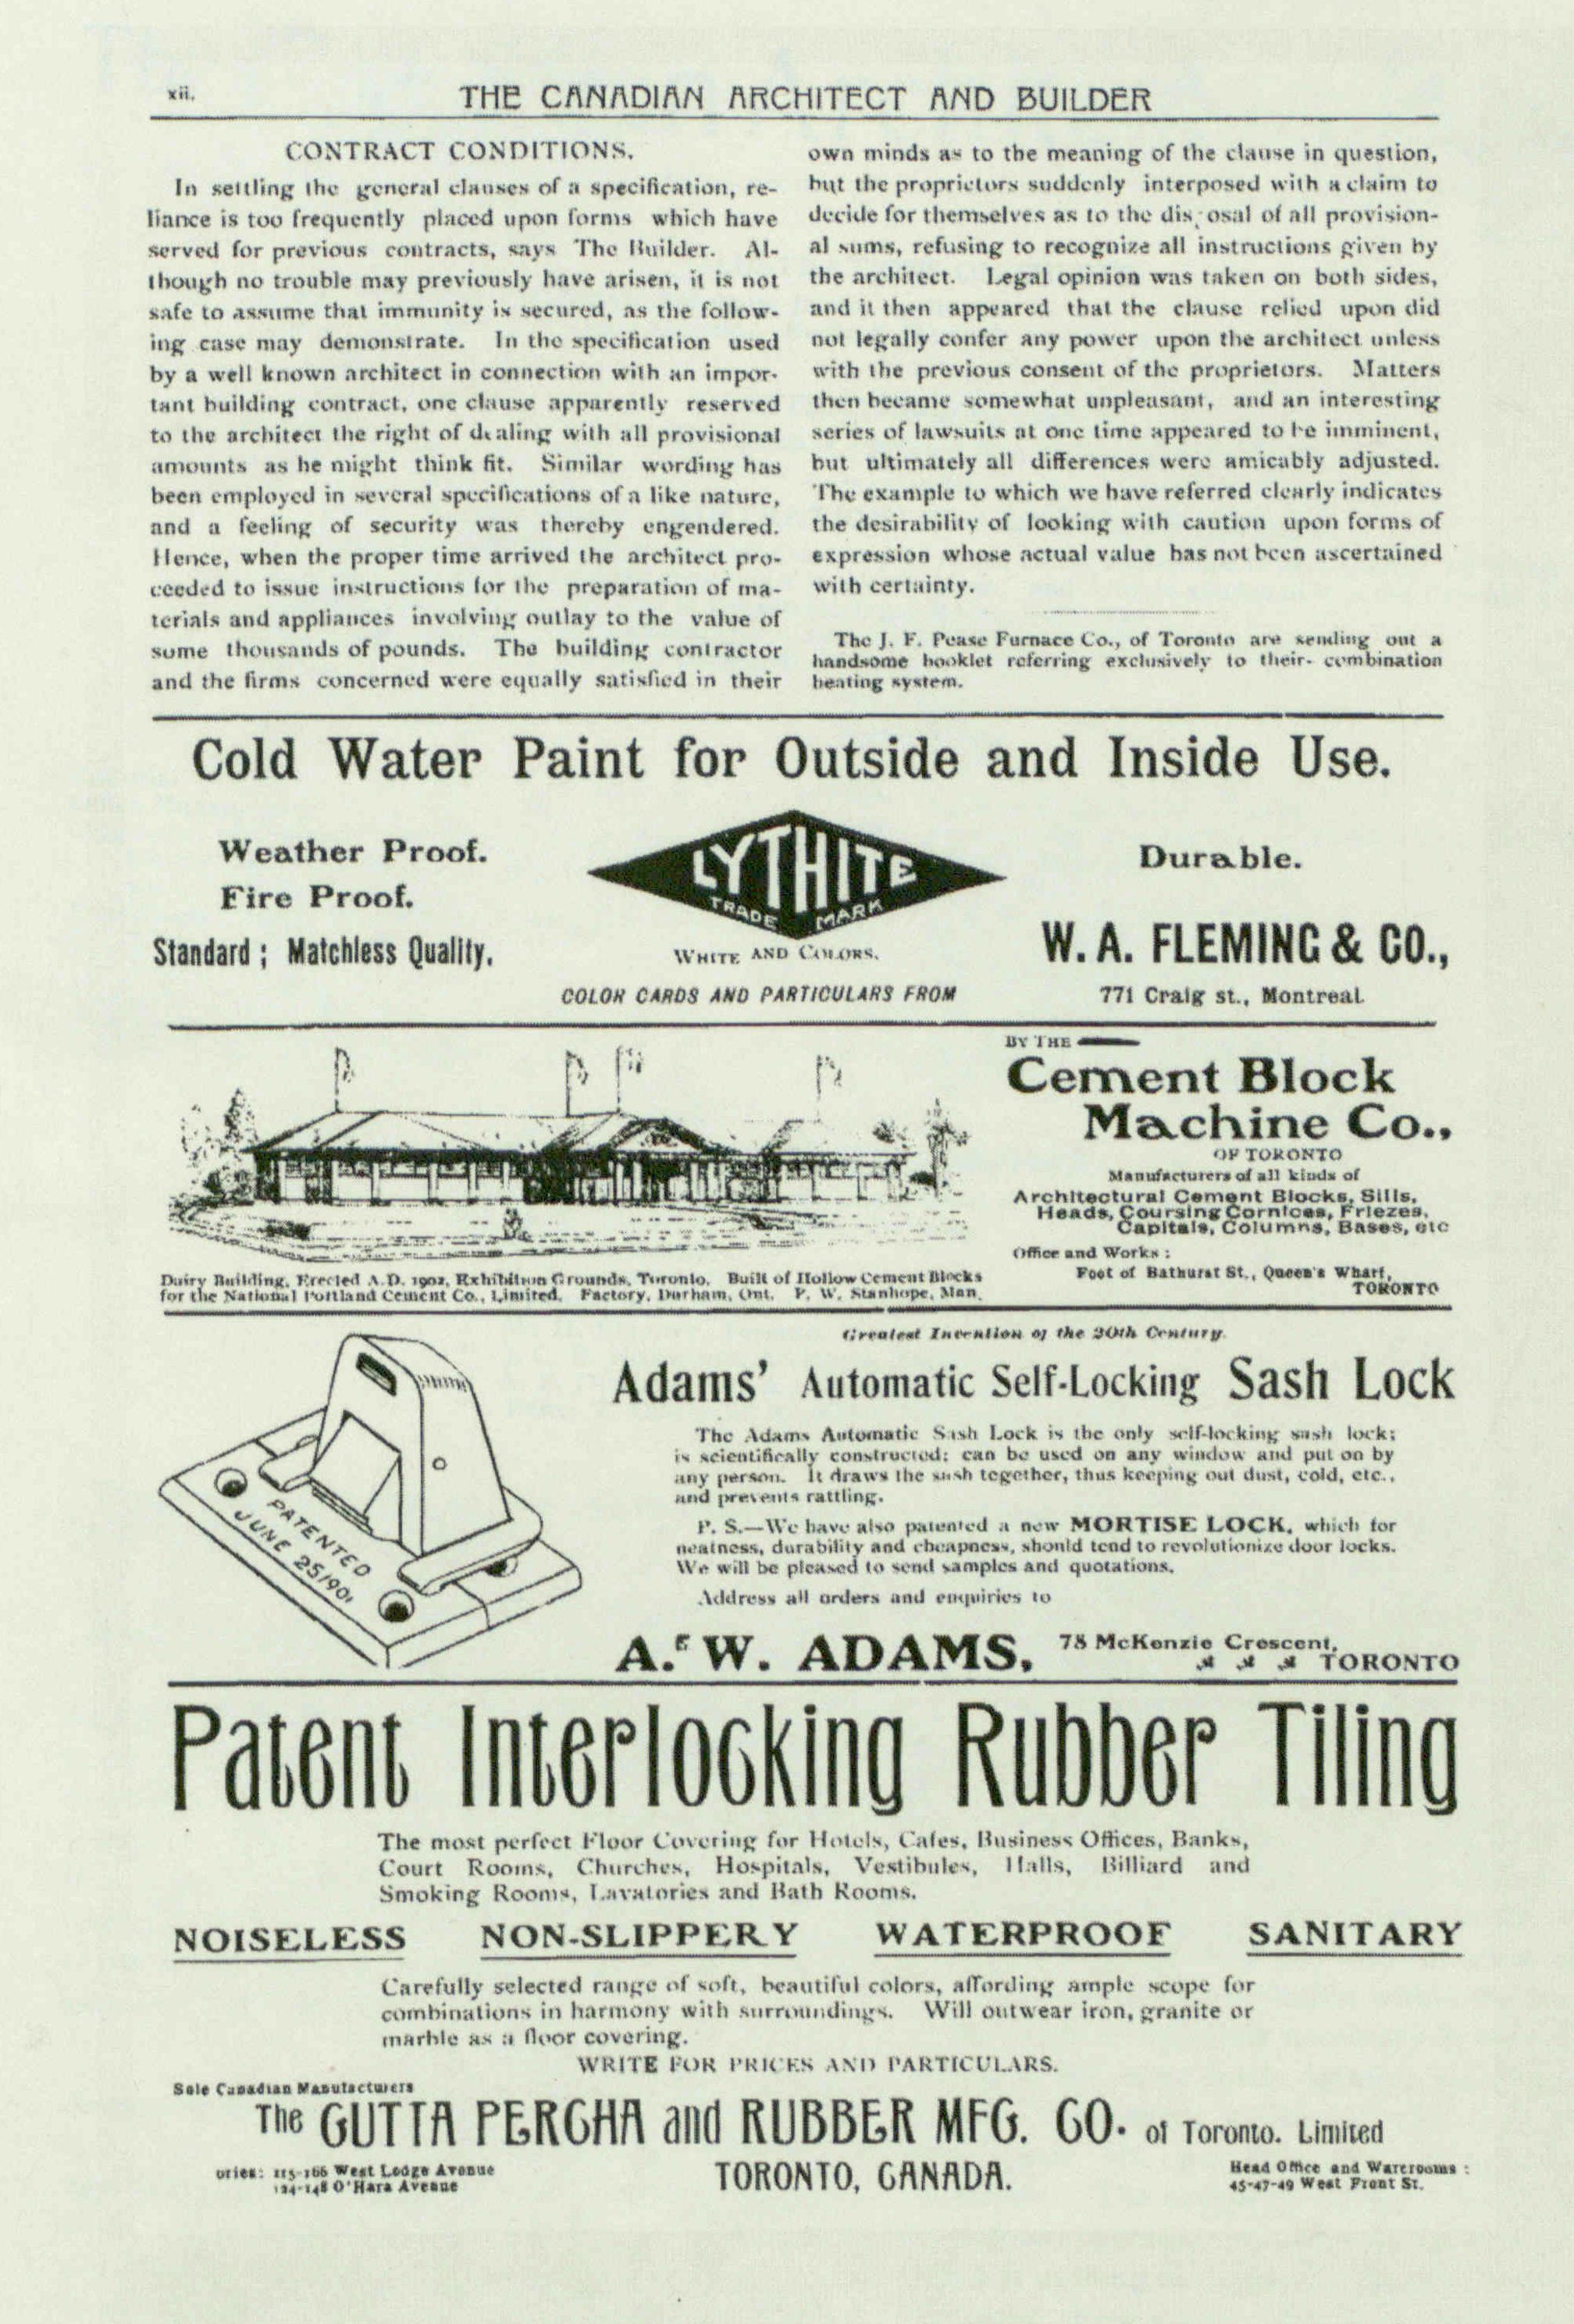 xii.
THE CANADIAN ARCHITECT AND BUILDER
CONTRACT CONDITIONS.
In settling the general clauses of a specification, re-
liance is too frequently placed upon forms which have
served for previous contracts, says The Builder. Al-
though no trouble may previously have arisen, it is not
safe to assume that immunity is secured, as the follow-
ing case may demonstrate. In the specification used
by a well known architect in connection with an impor-
tant building contract, one clause apparently reserved
to the architect the right of dealing with all provisional
amounts as he might think fit. Similar wording has
been employed in several specifications of a like nature,
and a feeling of security was thereby engendered.
Hence, when the proper time arrived the architect pro-
ceeded to issue instructions for the preparation of ma-
terials and appliances involving outlay to the value of
some thousands of pounds. The building contractor
and the firms concerned were equally satisfied in their
own minds as to the meaning of the clause in question,
but the proprietors suddenly interposed with a claim to
decide for themselves as to the disposal of all provision-
al sums, refusing to recognize all instructions given by
the architect. Legal opinion was taken on both sides,
and it then appeared that the clause relied upon did
not legally confer any power upon the architect unless
with the previous consent of the proprietors. Matters
then became somewhat unpleasant, and an interesting
series of lawsuits at one time appeared to be imminent,
but ultimately all differences were amicably adjusted.
The example to which we have referred clearly indicates
the desirability of looking with caution upon forms of
expression whose actual value has not been ascertained
with certainty.
The J. F. Pease Furnace Co., of Toronto are sending out a
handsome booklet referring exclusively to their combination
heating system.
Cold Water Paint for Outside and Inside Use.
Weather Proof.
Fire Proof.
Standard; Matchless Quality.
LYTHITE
TRADE MARK
WHITE AND COLORS.
COLOR CARDS AND PARTICULARS FROM
Durable.
W. A. FLEMING & CO.,
771 Craig st., Montreal
BY THE
Cement Block
Machine Co.,
OF TORONTO
Manufacturers of all kinds of
Architectural Cement Blocks, Sills,
Heads, Coursing Cornices, Friezes,
Capitals, Columns, Bases, etc
Office and Works:
Foot of Bathurst St., Queen's Wharf,
TORONTO
Dairy Building, Erected A.D. 1902, Exhibition Grounds, Toronto. Built of Hollow Cement Blocks
for the National Portland Cement Co., Limited. Factory, Durham, Ont. F. W. Stanhope, Man.
PATENTED
JUNE 25 1901
Greatest Invention of the 20th Century.
Adams' Automatic Self-Locking Sash Lock
The Adams Automatic Sash Lock is the only self-locking sash lock;
is scientifically constructed; can be used on any window and put on by
any person. It draws the sash together, thus keeping out dust, cold, etc.,
and prevents rattling.
P. S.—We have also patented a new MORTISE LOCK, which for
neatness, durability and cheapness, should tend to revolutionize door locks.
We will be pleased to send samples and quotations.
Address all orders and enquiries to
A. W. ADAMS, 78 McKenzie Crescent,
TORONTO
Patent Interlocking Rubber Tiling
The most perfect Floor Covering for Hotels, Cafes, Business Offices, Banks,
Court Rooms, Churches, Hospitals, Vestibules, Halls, Billiard and
Smoking Rooms, Lavatories and Bath Rooms.
NOISELESS NON-SLIPPERY WATERPROOF SANITARY
Carefully selected range of soft, beautiful colors, affording ample scope for
combinations in harmony with surroundings. Will outwear iron, granite or
marble as a floor covering.
WRITE FOR PRICES AND PARTICULARS.
Sole Canadian Manufacturers
The GUTTA PERCHA and RUBBER MFG. CO. of Toronto. Limited
ories: 115-166 West Lodge Avenue
124-148 O'Hara Avenue
TORONTO, CANADA.
Head Office and Warerooms:
45-47-49 West Front St.